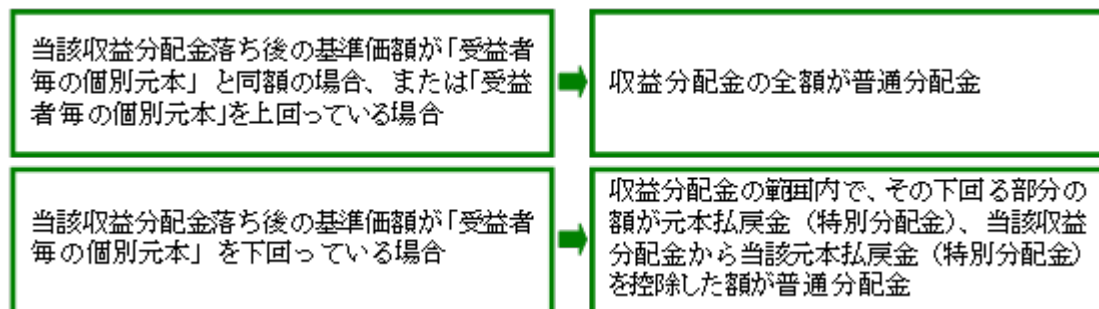 当該収益分配金落ち後の基準価額が「受益者
毎の個別元本」と同額の場合、または「受益
者毎の個別元本」を上回っている場合
収益分配金の全額が普通分配金
当該収益分配金落ち後の基準価額が「受益者
毎の個別元本」を下回っている場合
収益分配金の範囲内で、その下回る部分の
額が元本払戻金（特別分配金）、当該収益
分配金から当該元本払戻金（特別分配金）
を控除した額が普通分配金